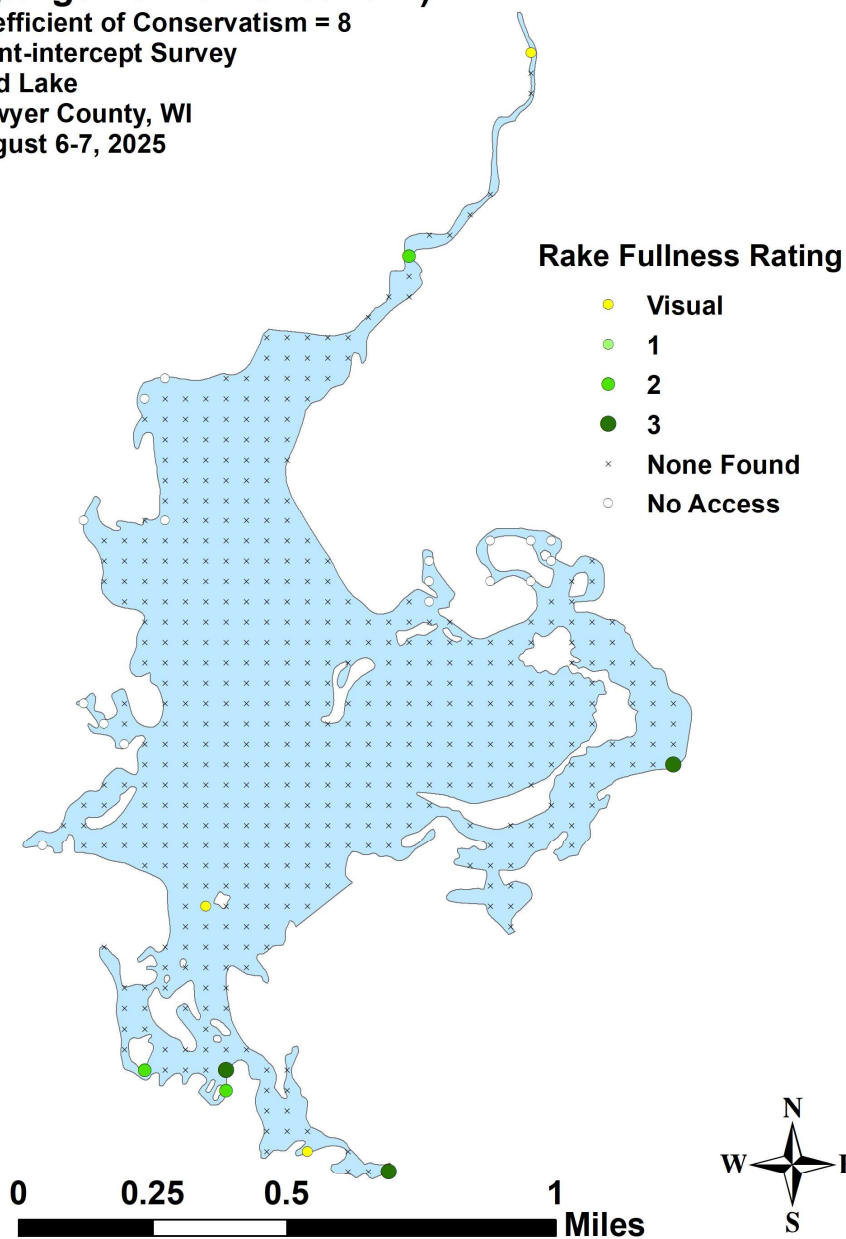 efficient of Conservatism = 8
nt-intercept Survey
d Lake
wyer County, WI
gust 6-7, 2025
Rake Fullness Rating
Visual
1
2
3
None Found
No Access
N
W
S
0 0.25 0.5 1
Miles